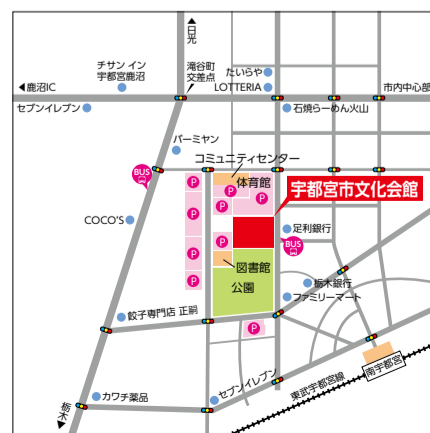 ▲日光
チサン イン
宇都宮鹿沼
滝谷町
交差点
たいらや
LOTTERIA
◀鹿沼IC
市内中心部▶
セブンイレブン
石焼らーめん火山
バーミヤン
コミュニティセンター
BUS
P
体育館
P
P
P
宇都宮市文化会館
COCO'S
P
足利銀行
P
BUS
P
図書館
P
公園
栃木銀行
ファミリーマート
餃子専門店 正嗣
P
南宇都宮
カワチ薬品
セブンイレブン
東武宇都宮線
栃木▼